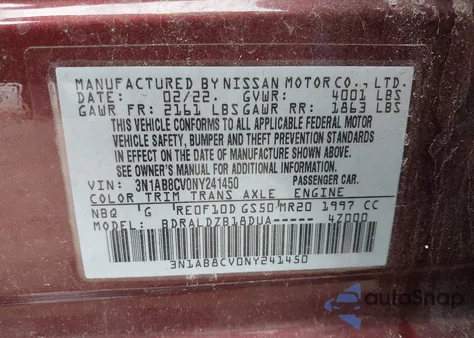 MANUFACTURED BY NISSAN MOTOR CO., LTD.
DATE: 02/22. GVWR: 4001 LBS
GAWR FR: 2161 LBS GAWR RR: 1863 LBS
THIS VEHICLE CONFORMS TO ALL APPLICABLE FEDERAL MOTOR
VEHICLE SAFETY, BUMPER AND THEFT PREVENTION STANDARDS
IN EFFECT ON THE DATE OF MANUFACTURE SHOWN ABOVE.
SEE OWNER'S MANUAL FOR ADDITIONAL INFORMATION.
VIN: 3N1AB8CV0NY241450 PASSENGER CAR.
COLOR TRIM TRANS AXLE ENGINE
NBQ G RE0F10D GS50 MR20 1997 CC
MODEL: BDRALDZB18DUA----- 4Z000
3N1AB8CV0NY241450
autoSnap